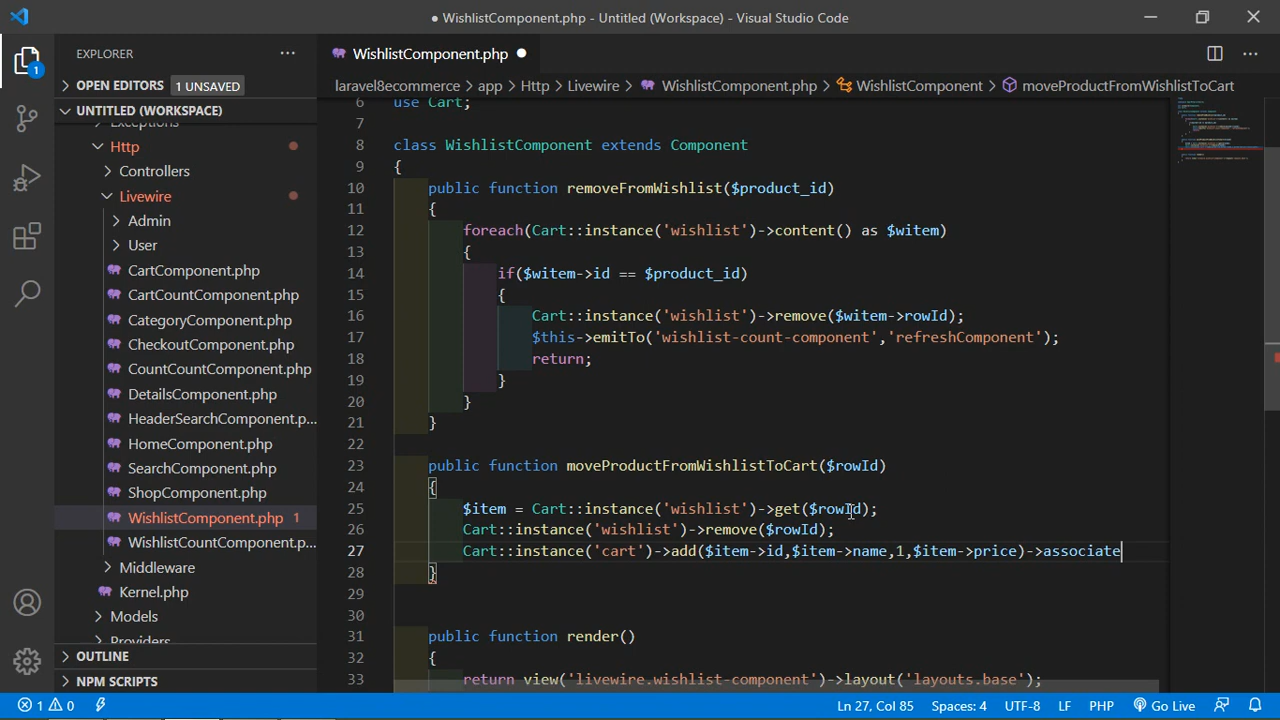 ● WishlistComponent.php - Untitled (Workspace) - Visual Studio Code
EXPLORER
WishlistComponent.php
1
OPEN EDITORS 1 UNSAVED
laravel8ecommerce > app > Http > Livewire > WishlistComponent.php > WishlistComponent > moveProductFromWishlistToCart
UNTITLED (WORKSPACE)
Exceptions
Http
Controllers
Livewire
Admin
User
CartComponent.php
CartCountComponent.php
CategoryComponent.php
CheckoutComponent.php
CountCountComponent.php
DetailsComponent.php
HeaderSearchComponent.p...
HomeComponent.php
SearchComponent.php
ShopComponent.php
WishlistComponent.php 1
WishlistCountComponent.p...
Middleware
Kernel.php
Models
Providers
OUTLINE
NPM SCRIPTS
6 use Cart;
7
8 class WishlistComponent extends Component
9 {
10 public function removeFromWishlist($product_id)
11 {
12 foreach(Cart::instance('wishlist')->content() as $witem)
13 {
14 if($witem->id == $product_id)
15 {
16 Cart::instance('wishlist')->remove($witem->rowId);
17 $this->emitTo('wishlist-count-component','refreshComponent');
18 return;
19 }
20 }
21 }
22
23 public function moveProductFromWishlistToCart($rowId)
24 {
25 $item = Cart::instance('wishlist')->get($rowId);
26 Cart::instance('wishlist')->remove($rowId);
27 Cart::instance('cart')->add($item->id,$item->name,1,$item->price)->associate
28 }
29
30
31 public function render()
32 {
33 return view('livewire.wishlist-component')->layout('layouts.base');
1 0 Ln 27, Col 85 Spaces: 4 UTF-8 LF PHP Go Live